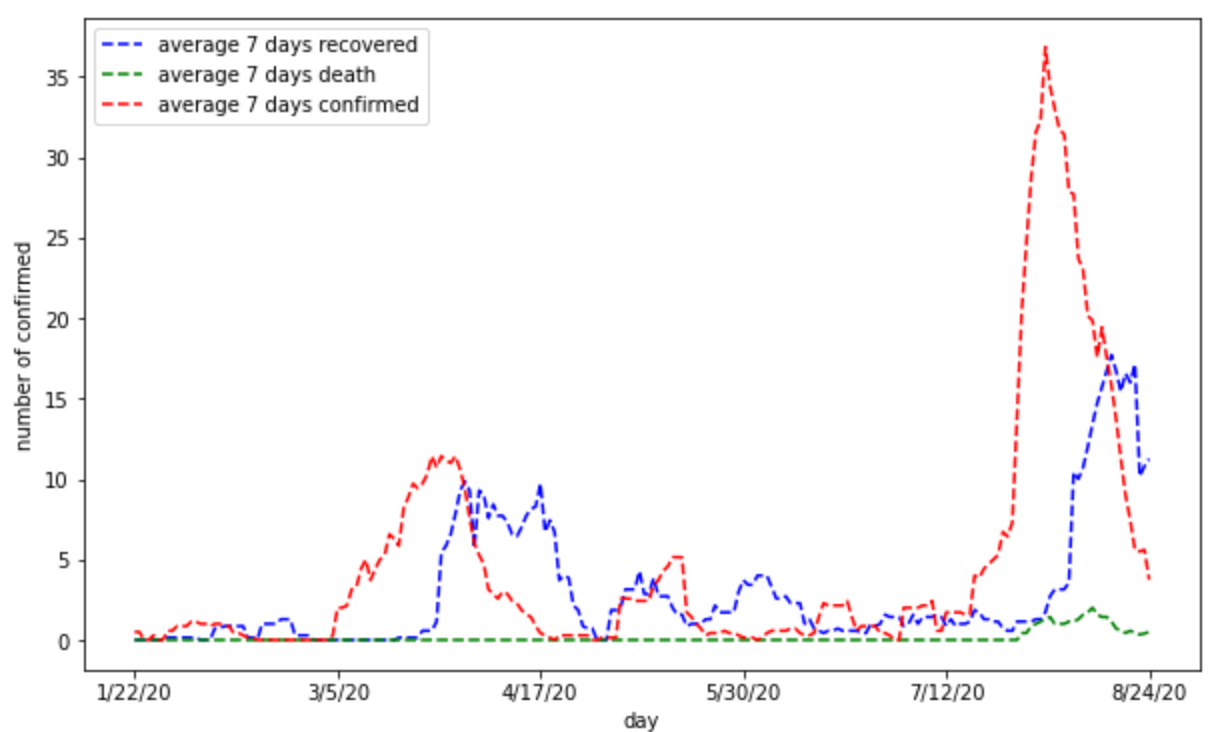 average 7 days recovered
average 7 days death
average 7 days confirmed
number of confirmed
35
30
25
20
15
10
5
0
1/22/20 3/5/20 4/17/20 5/30/20 7/12/20 8/24/20
day